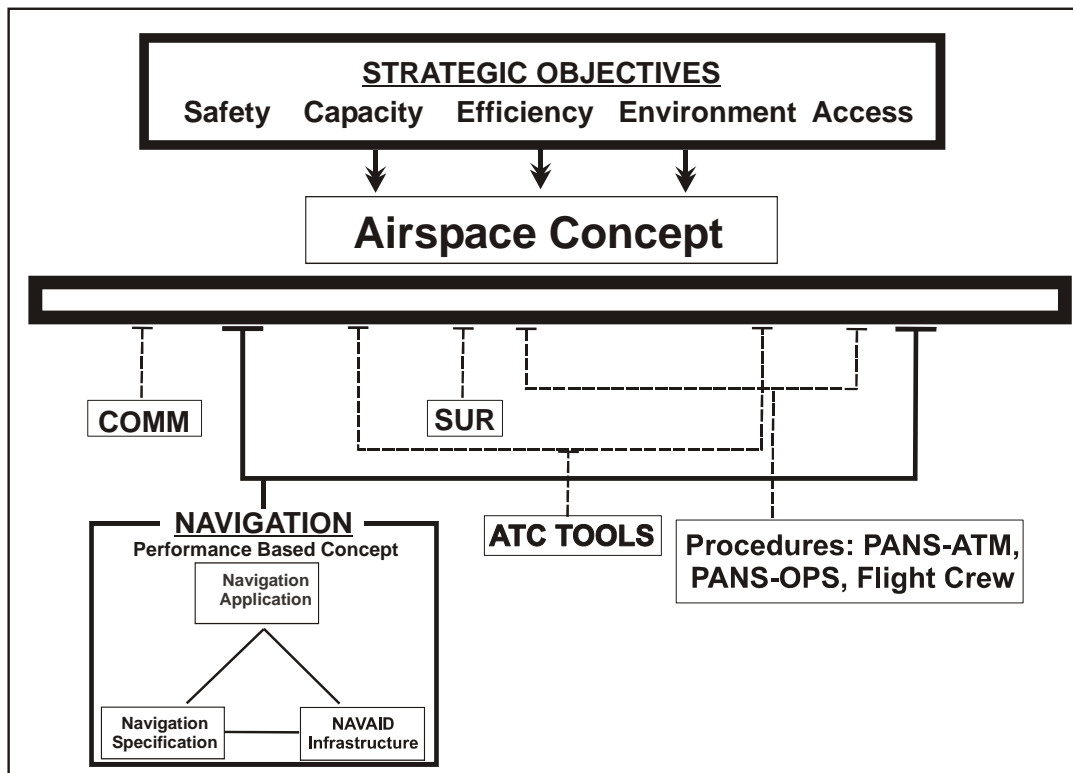 STRATEGIC OBJECTIVES
Safety Capacity Efficiency Environment Access
Airspace Concept
COMM
SUR
NAVIGATION
Performance Based Concept
Navigation
Application
Navigation
Specification
NAVAID
Infrastructure
ATC TOOLS
Procedures: PANS-ATM,
PANS-OPS, Flight Crew